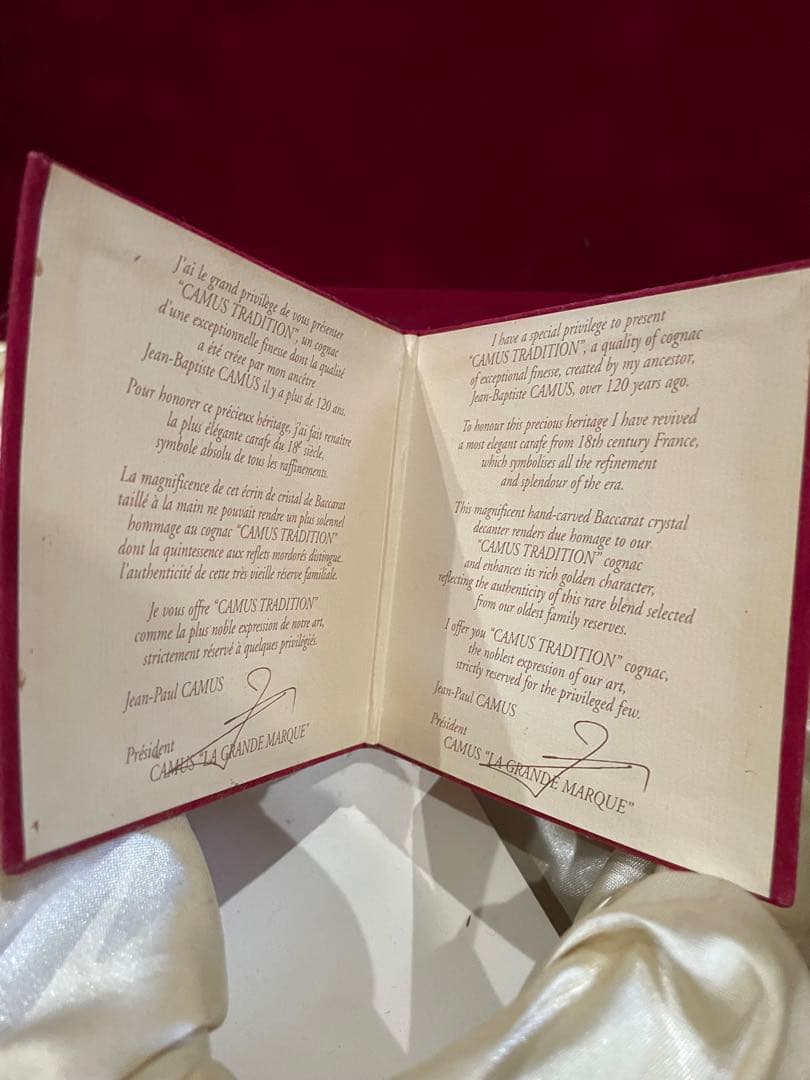 J'ai le grand privilège de vous présenter
"CAMUS TRADITION", un cognac
d'une exceptionnelle finesse dont la qualité
a été créée par mon ancêtre
Jean-Baptiste CAMUS il y a plus de 120 ans.
Pour honorer ce précieux héritage, j'ai fait renaître
la plus élégante carafe du 18e siècle,
symbole absolu de tous les raffinements.
La magnificence de cet écrin de cristal de Baccarat
taillé à la main ne pouvait rendre un plus solennel
hommage au cognac "CAMUS TRADITION"
dont la quintessence aux reflets mordorés distingue
l'authenticité de cette très vieille réserve familiale.
Je vous offre "CAMUS TRADITION"
comme la plus noble expression de notre art,
strictement réservé à quelques privilégiés.
Jean-Paul CAMUS
Président
CAMUS "LA GRANDE MARQUE"
I have a special privilege to present
"CAMUS TRADITION", a quality of cognac
of exceptional finesse, created by my ancestor,
Jean-Baptiste CAMUS, over 120 years ago.
To honour this precious heritage I have revived
a most elegant carafe from 18th century France,
which symbolises all the refinement
and splendour of the era.
This magnificent hand-carved Baccarat crystal
decanter renders due homage to our
"CAMUS TRADITION" cognac
and enhances its rich golden character,
reflecting the authenticity of this rare blend selected
from our oldest family reserves.
I offer you "CAMUS TRADITION" cognac,
the noblest expression of our art,
strictly reserved for the privileged few.
Jean-Paul CAMUS
Président
CAMUS "LA GRANDE MARQUE"